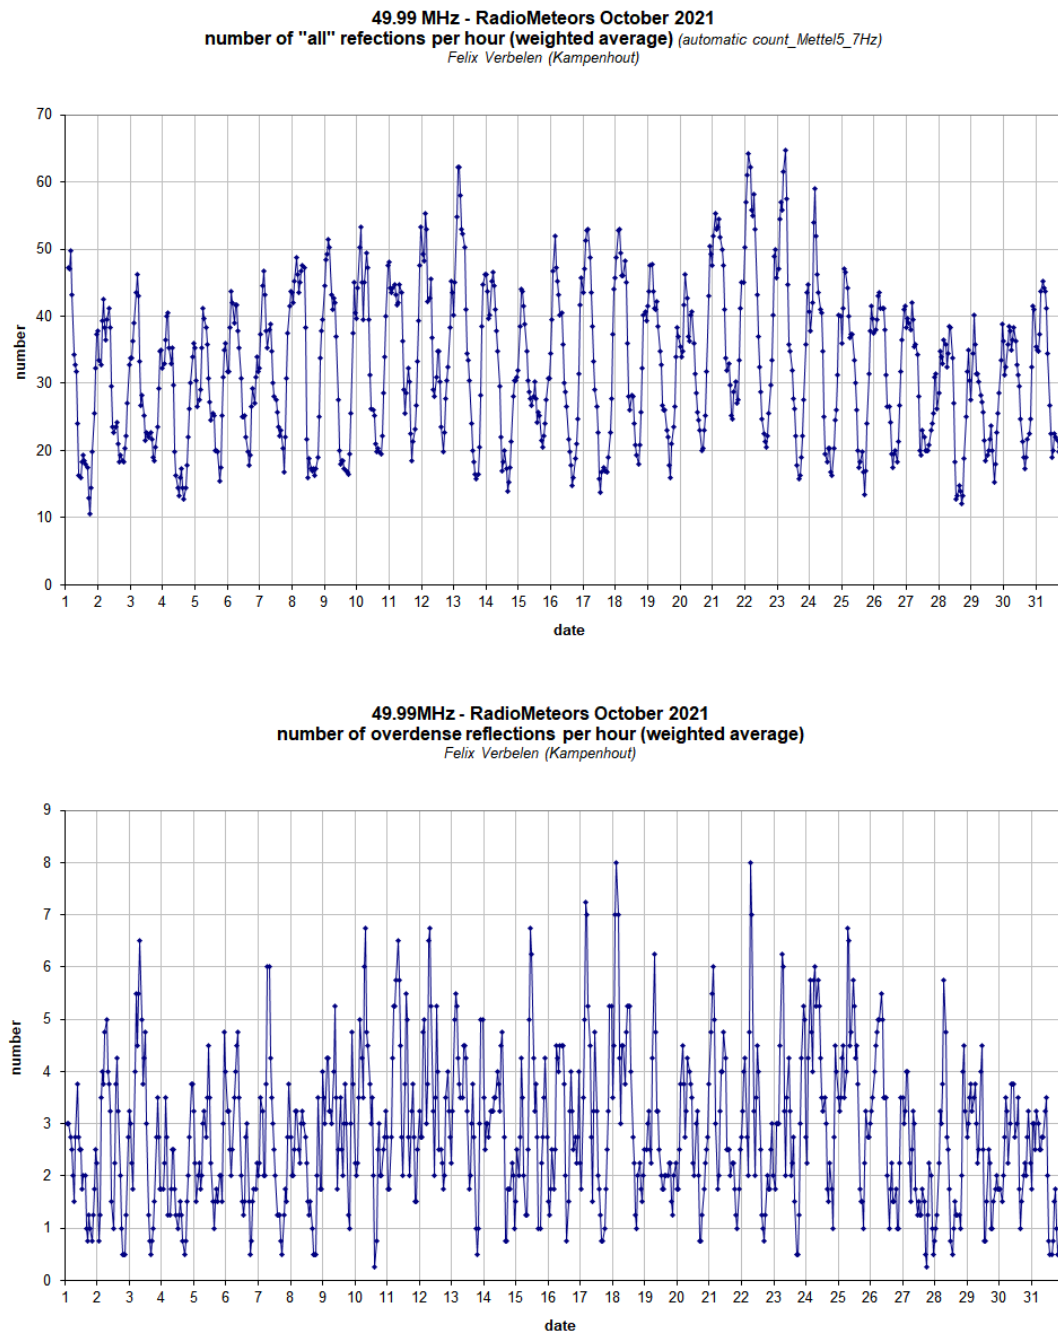 49.99 MHz - RadioMeteors October 2021
number of "all" refections per hour (weighted average) (automatic count_Mettel5_7Hz)
Felix Verbelen (Kampenhout)
70
60
50
40
30
20
10
0
number
1 2 3 4 5 6 7 8 9 10 11 12 13 14 15 16 17 18 19 20 21 22 23 24 25 26 27 28 29 30 31
date
49.99MHz - RadioMeteors October 2021
number of overdense reflections per hour (weighted average)
Felix Verbelen (Kampenhout)
9
8
7
6
5
4
3
2
1
0
number
1 2 3 4 5 6 7 8 9 10 11 12 13 14 15 16 17 18 19 20 21 22 23 24 25 26 27 28 29 30 31
date